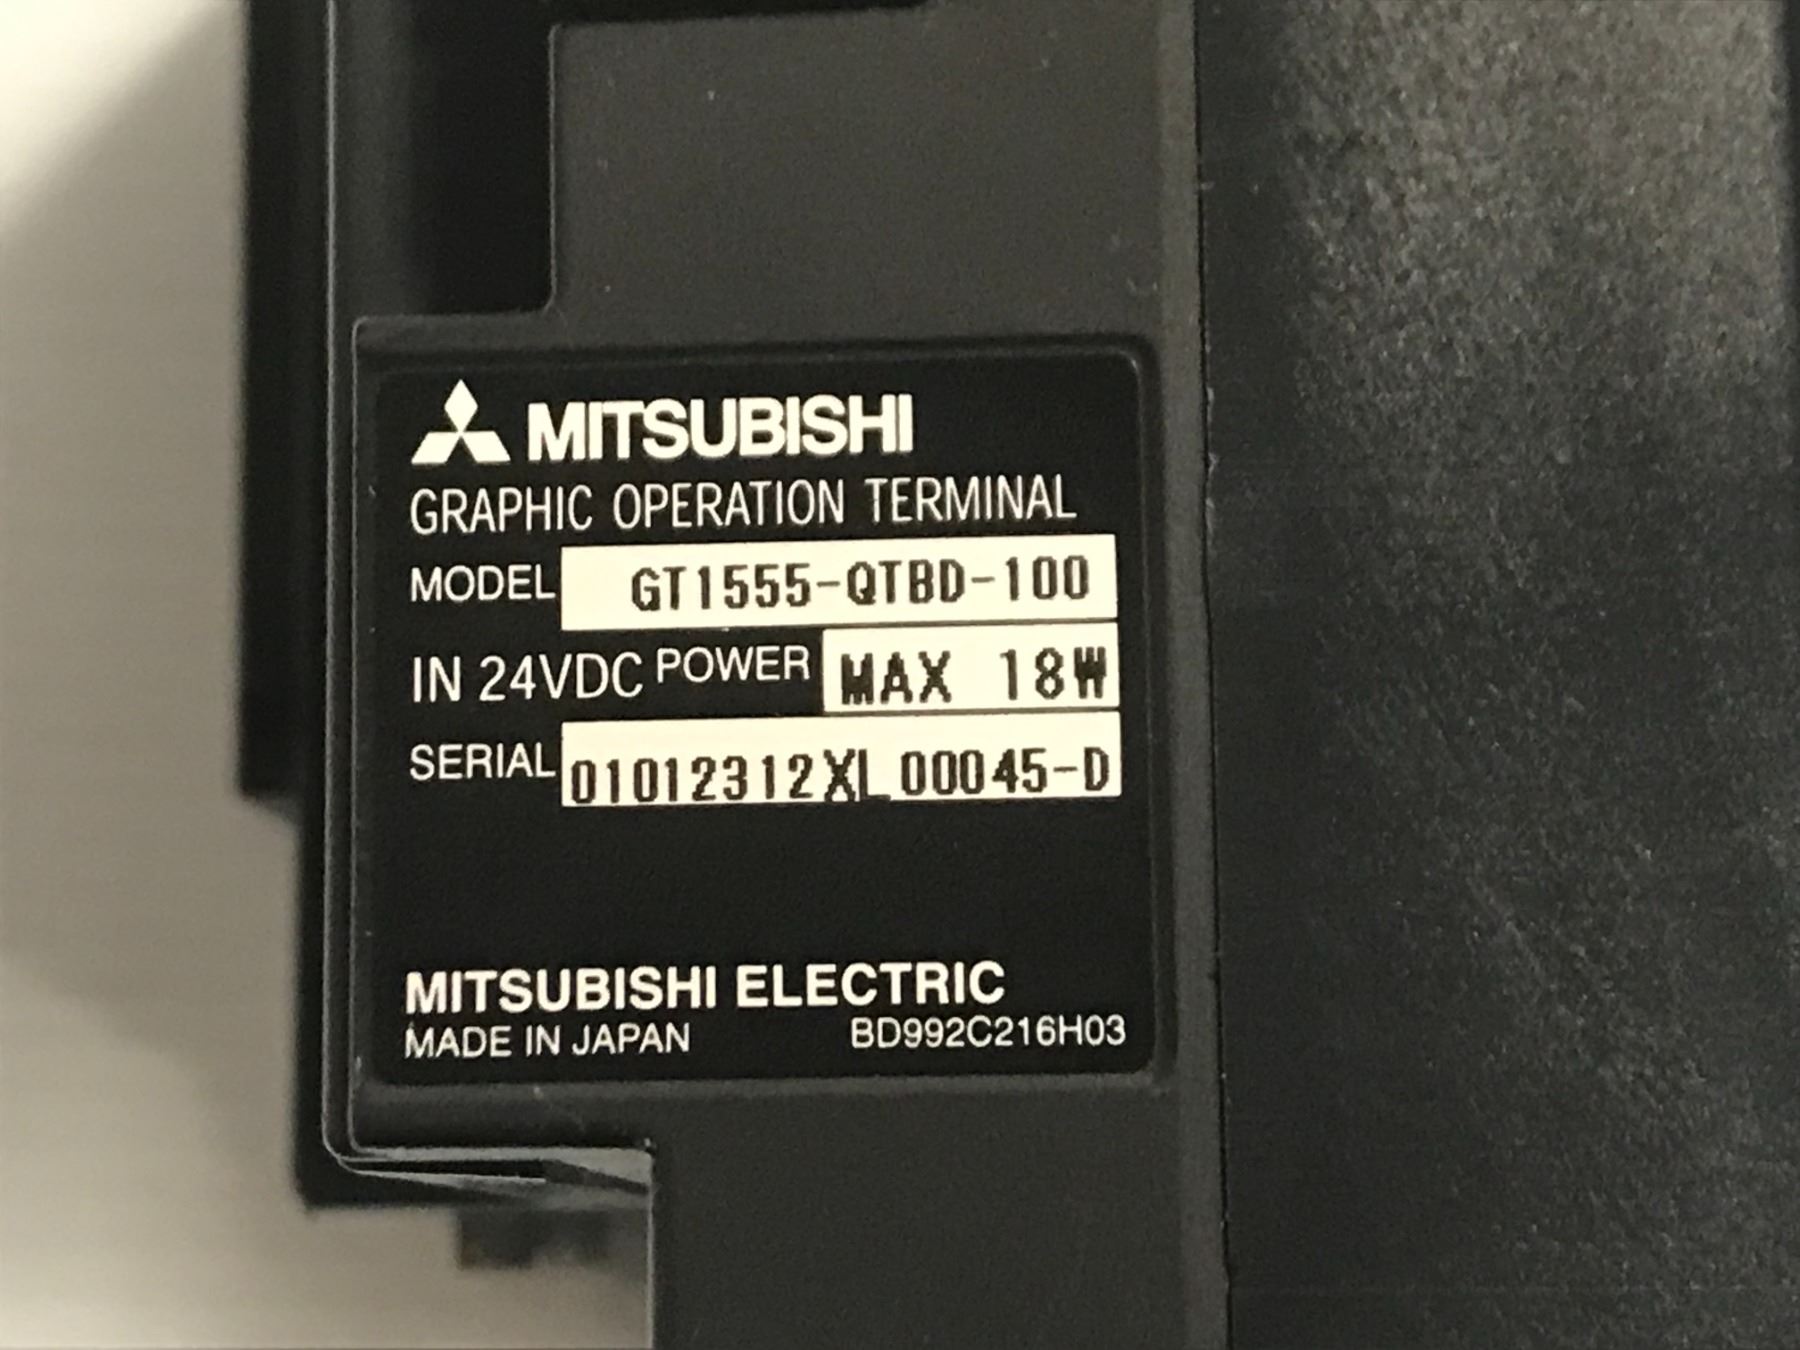 MITSUBISHI
GRAPHIC OPERATION TERMINAL
MODEL GT1555-QTBD-100
IN 24VDC POWER MAX 18W
SERIAL 01012312XL00045-D
MITSUBISHI ELECTRIC
MADE IN JAPAN BD992C216H03